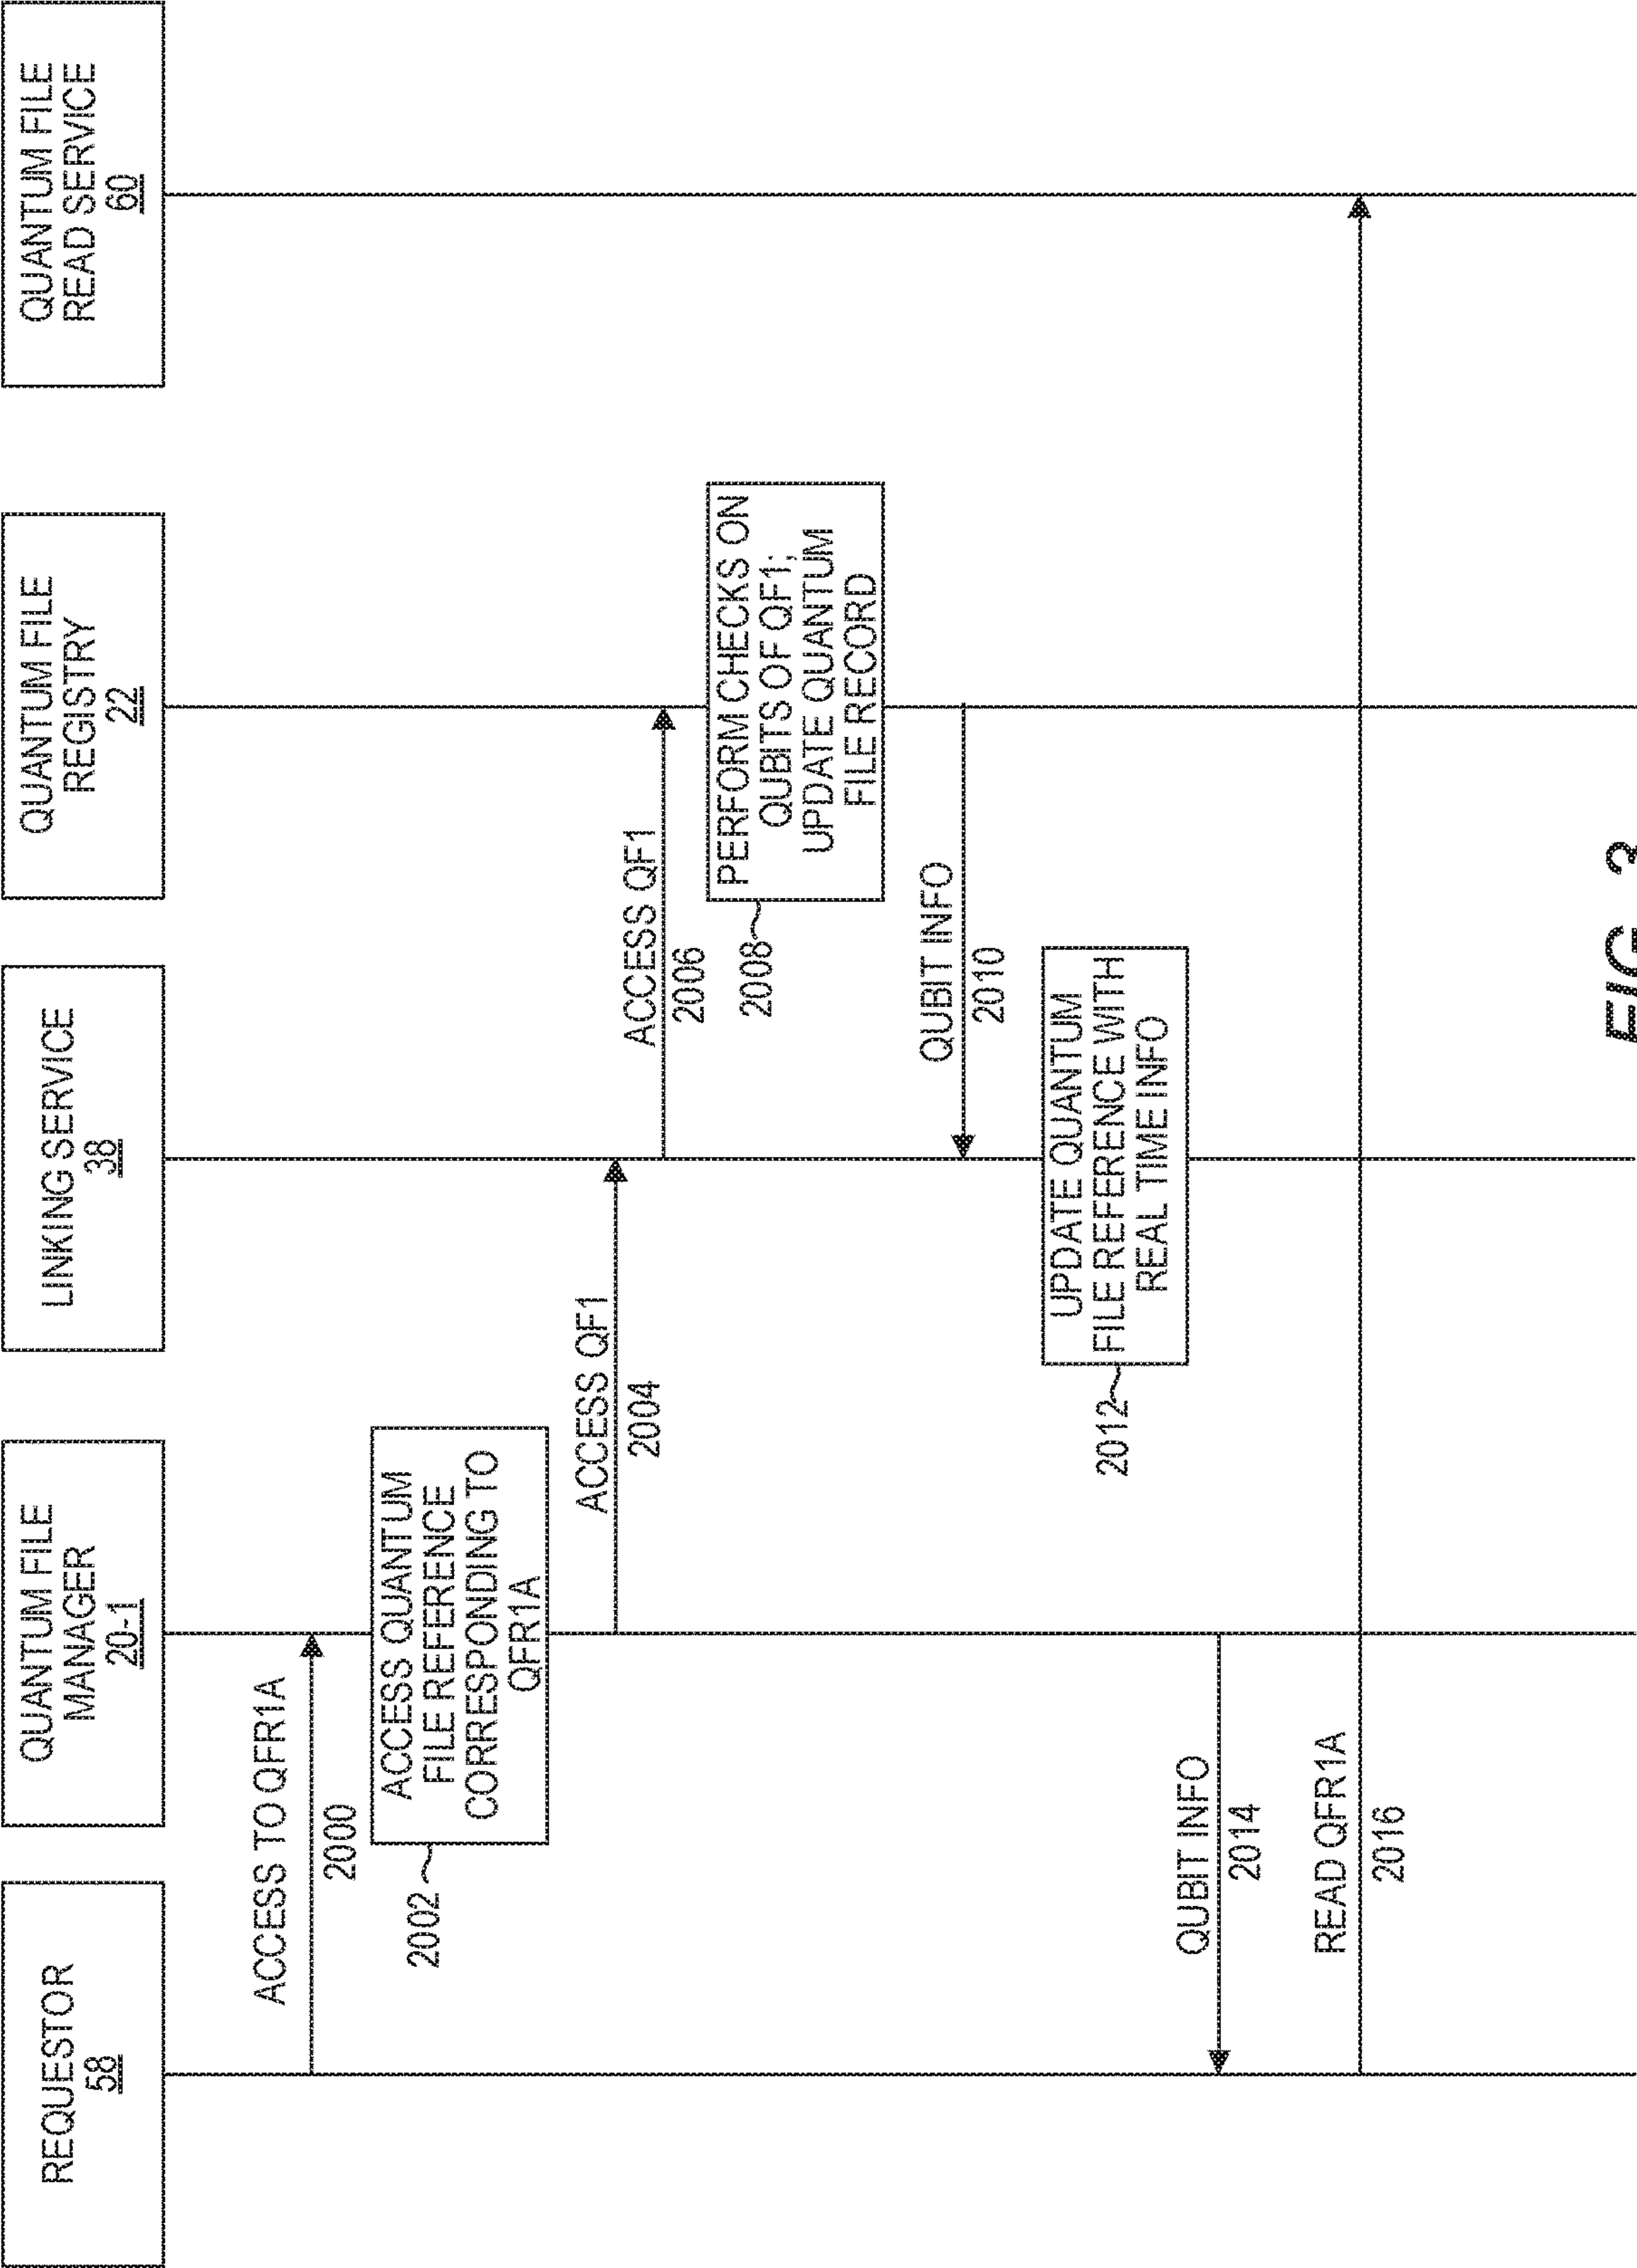 REQUESTOR
58
QUANTUM FILE
MANAGER
20-1
LINKING SERVICE
38
QUANTUM FILE
REGISTRY
22
QUANTUM FILE
READ SERVICE
60
ACCESS TO QFR1A
2000
ACCESS QUANTUM
FILE REFERENCE
CORRESPONDING TO
QFR1A
2002
ACCESS QF1
2004
ACCESS QF1
2006
PERFORM CHECKS ON
QUBITS OF QF1;
UPDATE QUANTUM
FILE RECORD
2008
QUBIT INFO
2010
UPDATE QUANTUM
FILE REFERENCE WITH
REAL TIME INFO
2012
QUBIT INFO
2014
READ QFR1A
2016
FIG.